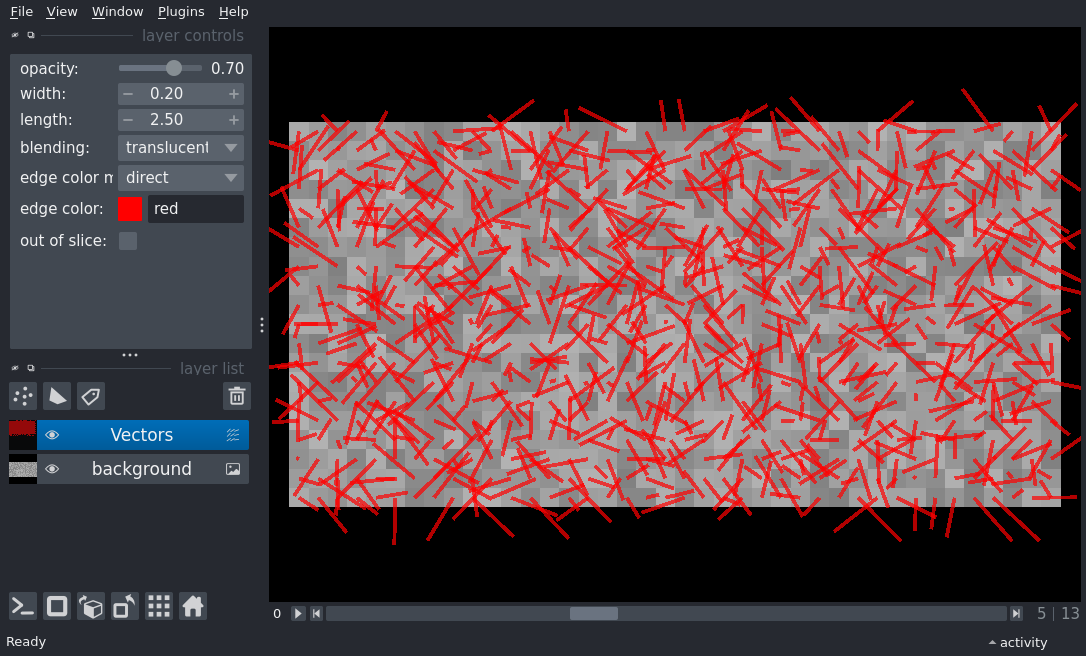 File View Window Plugins Help
layer controls
opacity: 0.70
width: 0.20
length: 2.50
blending: translucent
edge color m direct
edge color: red
out of slice:
layer list
Vectors
background
0 5 | 13
Ready activity